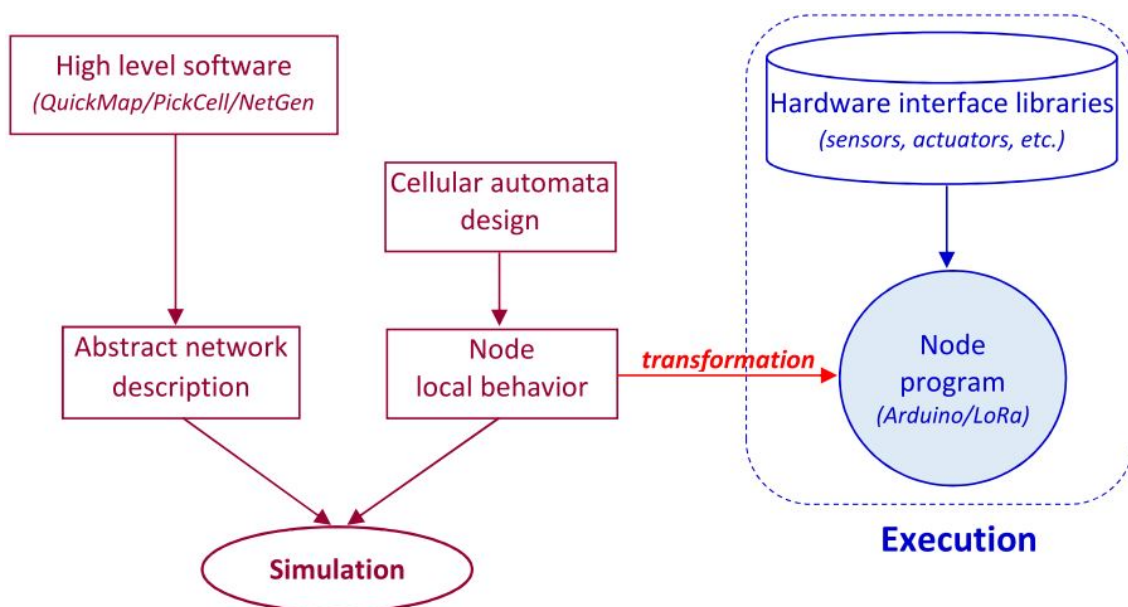 High level software
(QuickMap/PickCell/NetGen
Cellular automata
design
Abstract network
description
Node
local behavior
Simulation
transformation
Hardware interface libraries
(sensors, actuators, etc.)
Node
program
(Arduino/LoRa)
Execution